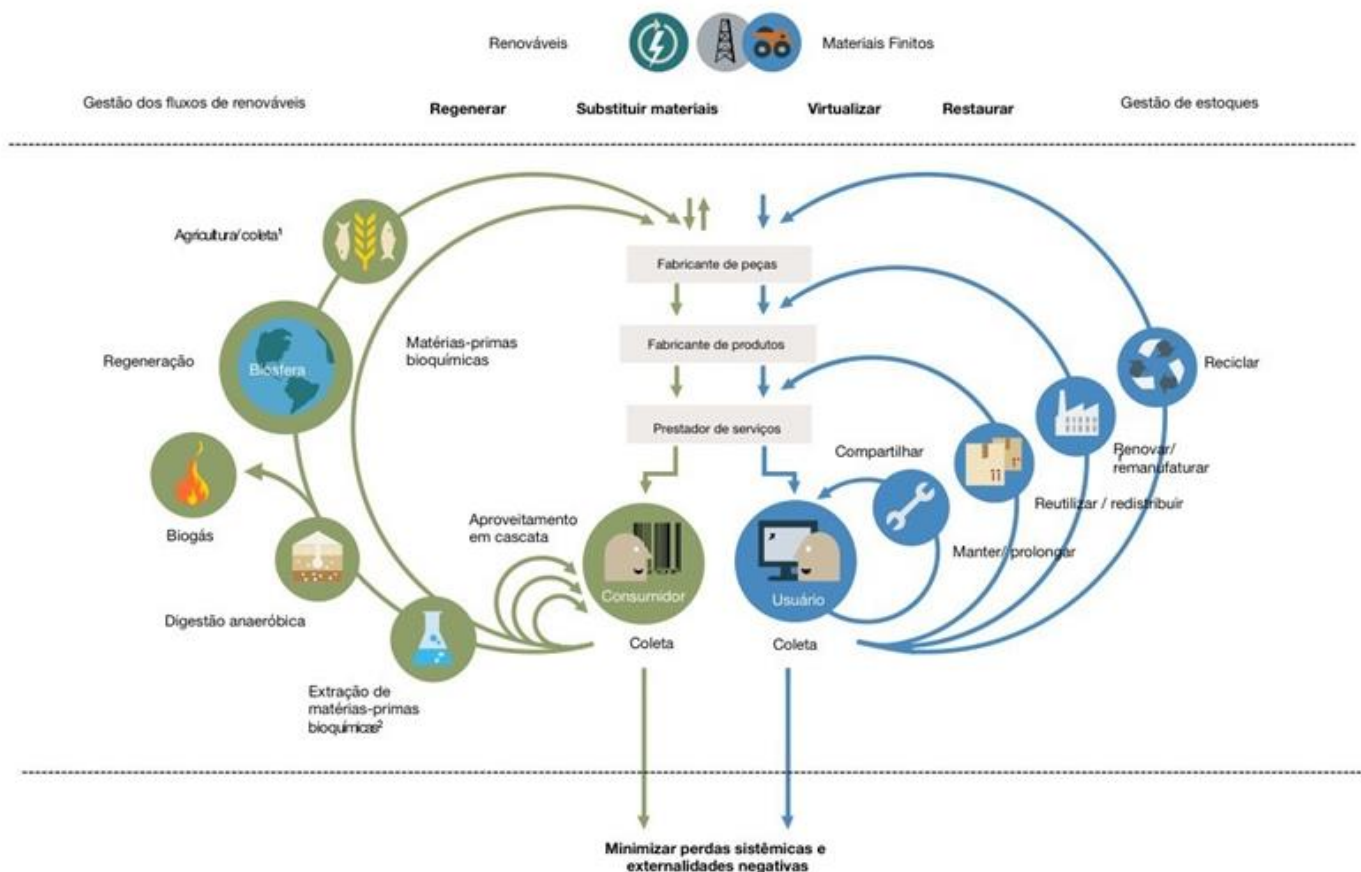 Renováveis
Materiais Finitos
Gestão dos fluxos de renováveis
Regenerar
Substituir materiais
Virtualizar
Restaurar
Gestão de estoques
Agricultura/coleta¹
Fabricante de peças
Regeneração
Biosfera
Matérias-primas
bioquímicas
Fabricante de produtos
Reciclar
Prestador de serviços
Compartilhar
Renovar/
remanufaturar
Reutilizar / redistribuir
Biogás
Aproveitamento
em cascata
Manter/ prolongar
Consumidor
Usuário
Digestão anaeróbica
Coleta
Coleta
Extração de
matérias-primas
bioquímicas²
Minimizar perdas sistêmicas e
externalidades negativas